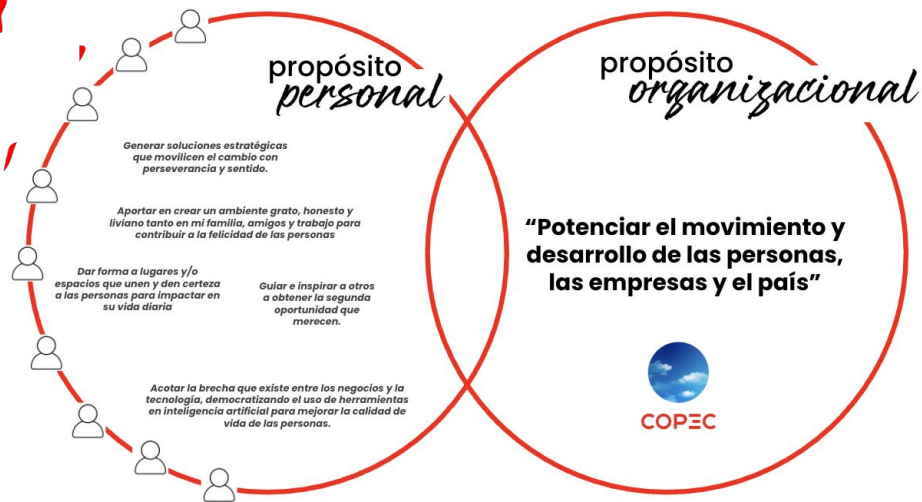 propósito
personal
Generar soluciones estratégicas
que movilicen el cambio con
perseverancia y sentido.
Aportar en crear un ambiente grato, honesto y
liviano tanto en mi familia, amigos y trabajo para
contribuir a la felicidad de las personas
Dar forma a lugares y/o
espacios que unen y den certeza
a las personas para impactar en
su vida diaria
Guiar e inspirar a otros
a obtener la segunda
oportunidad que
merecen.
Acotar la brecha que existe entre los negocios y la
tecnología, democratizando el uso de herramientas
en inteligencia artificial para mejorar la calidad de
vida de las personas.
propósito
organizacional
“Potenciar el movimiento y
desarrollo de las personas,
las empresas y el país”
COPEC